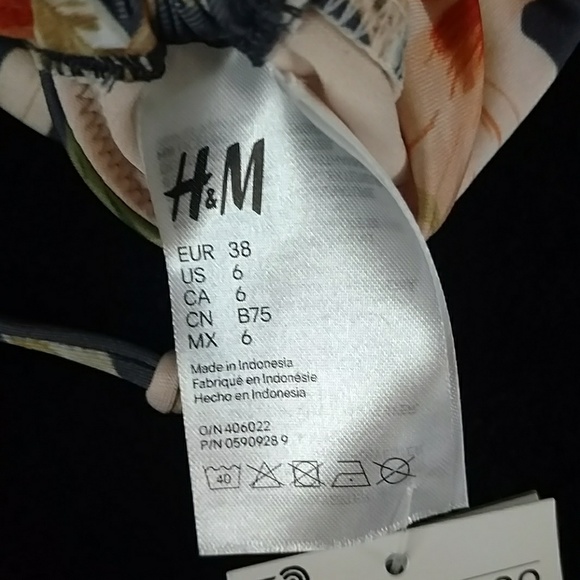 H&M
EUR 38
US 6
CA 6
CN B75
MX 6
Made in Indonesia
Fabriqué en Indonésie
Hecho en Indonesia
O/N 406022
P/N 0590928 9
40